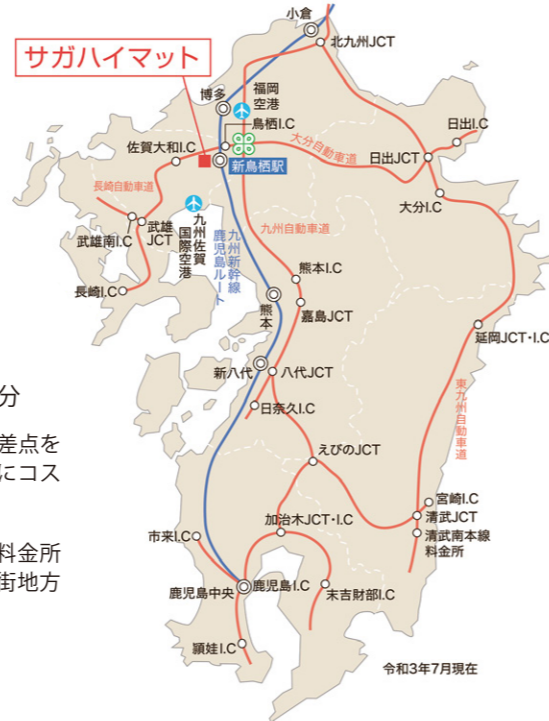 小倉
北九州JCT
サガハイマット
博多
福岡
空港
鳥栖I.C
佐賀大和I.C
大分自動車道
日出I.C
日出JCT
新鳥栖駅
長崎自動車道
大分I.C
武雄南I.C
武雄
JCT
九州佐賀
国際空港
九州新幹線
鹿児島ルート
九州自動車道
長崎I.C
熊本I.C
熊本
嘉島JCT
延岡JCT・I.C
新八代
八代JCT
分
日奈久I.C
東九州自動車道
差点を
にコス
えびのJCT
宮崎I.C
清武JCT
清武南本線
料金所
加治木JCT・I.C
市来I.C
料金所
街地方
鹿児島中央
鹿児島I.C
末吉財部I.C
頴娃I.C
令和3年7月現在